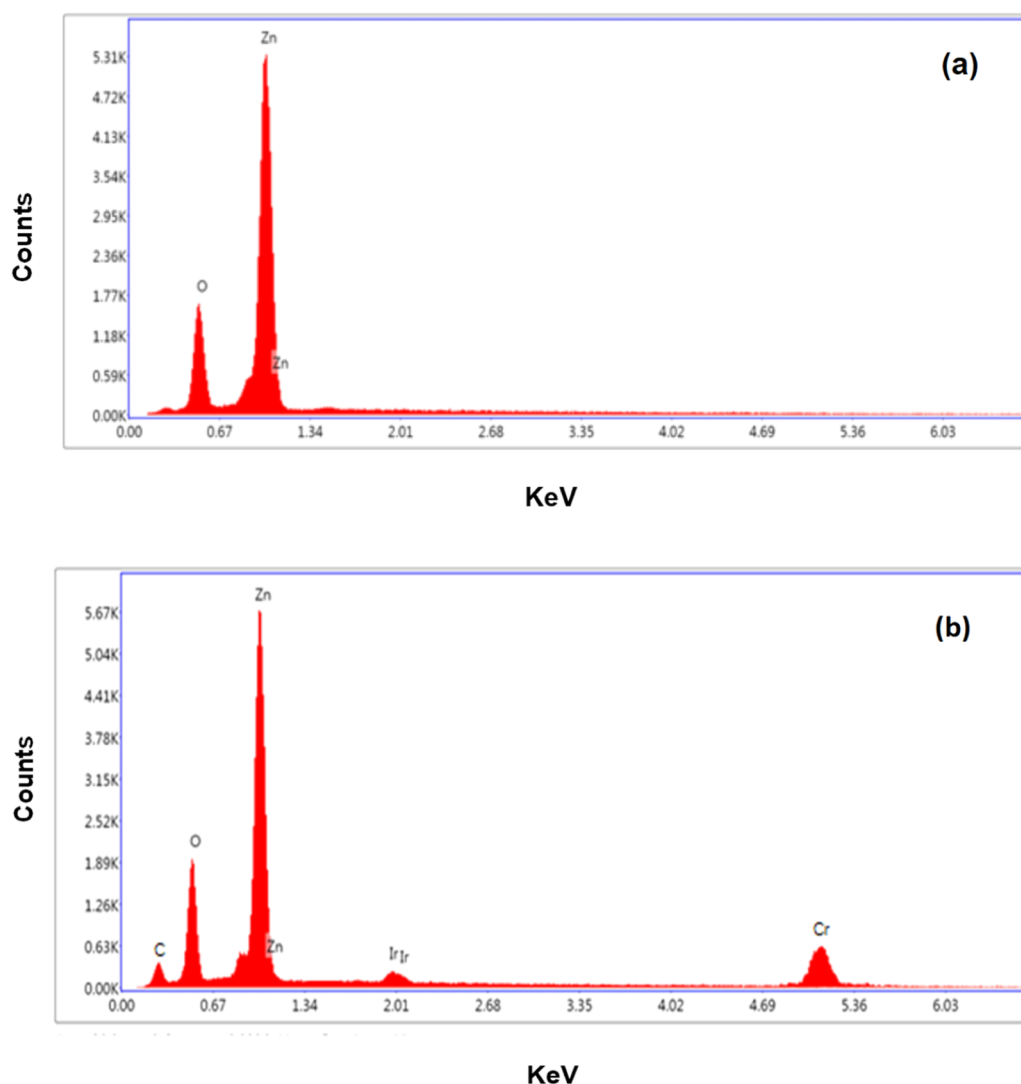 Zn
(a)
5.31K
4.72K
4.13K
3.54K
2.95K
2.36K
1.77K
1.18K
0.59K
0.00K
O
Zn
0.00 0.67 1.34 2.01 2.68 3.35 4.02 4.69 5.36 6.03
Counts
KeV
Zn
(b)
5.67K
5.04K
4.41K
3.78K
3.15K
2.52K
1.89K
1.26K
0.63K
0.00K
O
C
Zn
Ir Ir
Cr
0.00 0.67 1.34 2.01 2.68 3.35 4.02 4.69 5.36 6.03
Counts
KeV